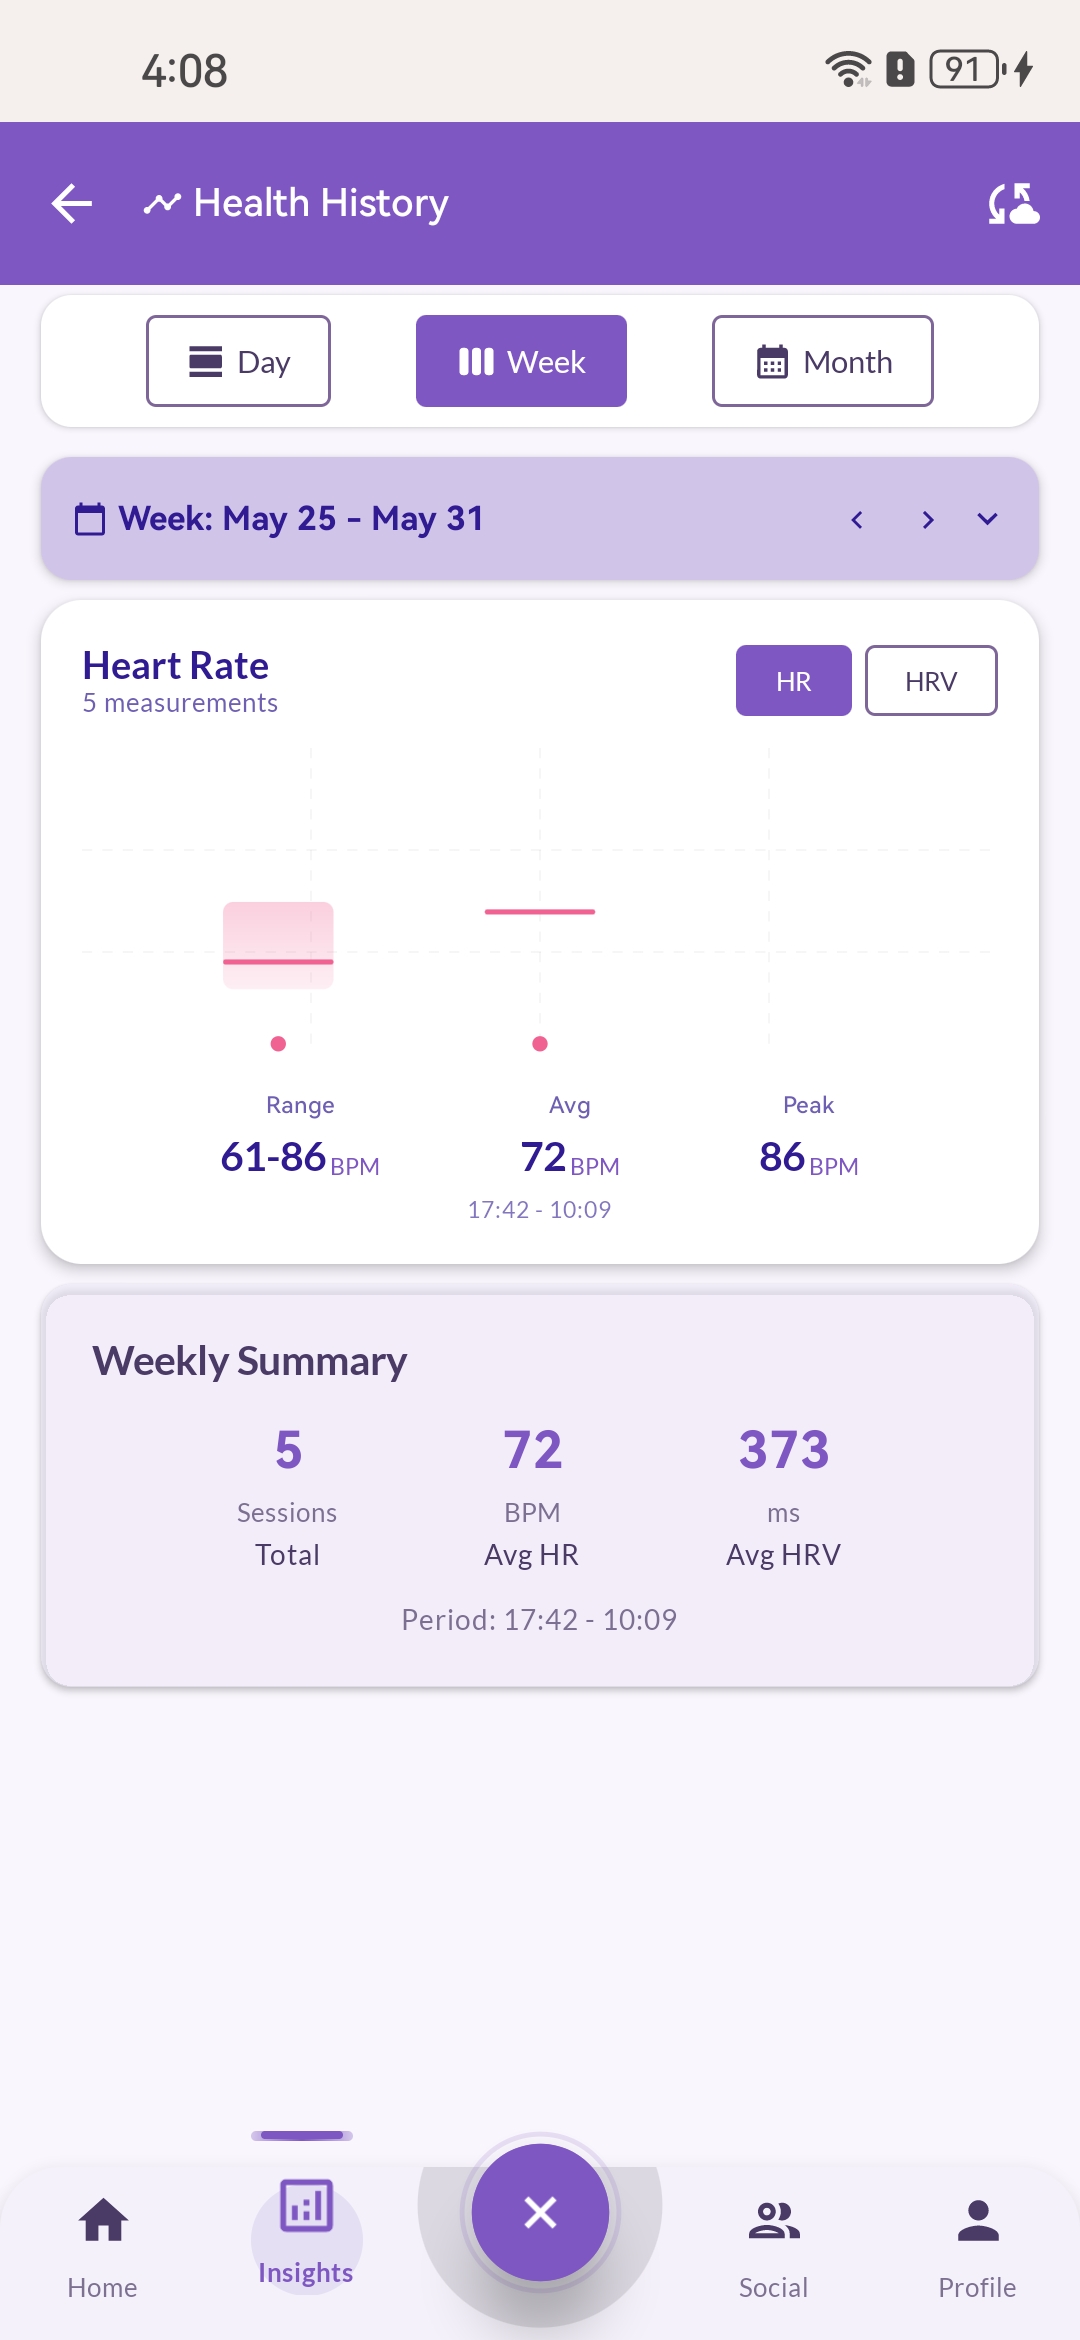 4:08
91
Health History
Day
Week
Month
Week: May 25 - May 31
Heart Rate
5 measurements
HR
HRV
Range
Avg
Peak
61-86 BPM
72 BPM
86 BPM
17:42 - 10:09
Weekly Summary
5
72
373
Sessions
BPM
ms
Total
Avg HR
Avg HRV
Period: 17:42 - 10:09
Home
Insights
Social
Profile